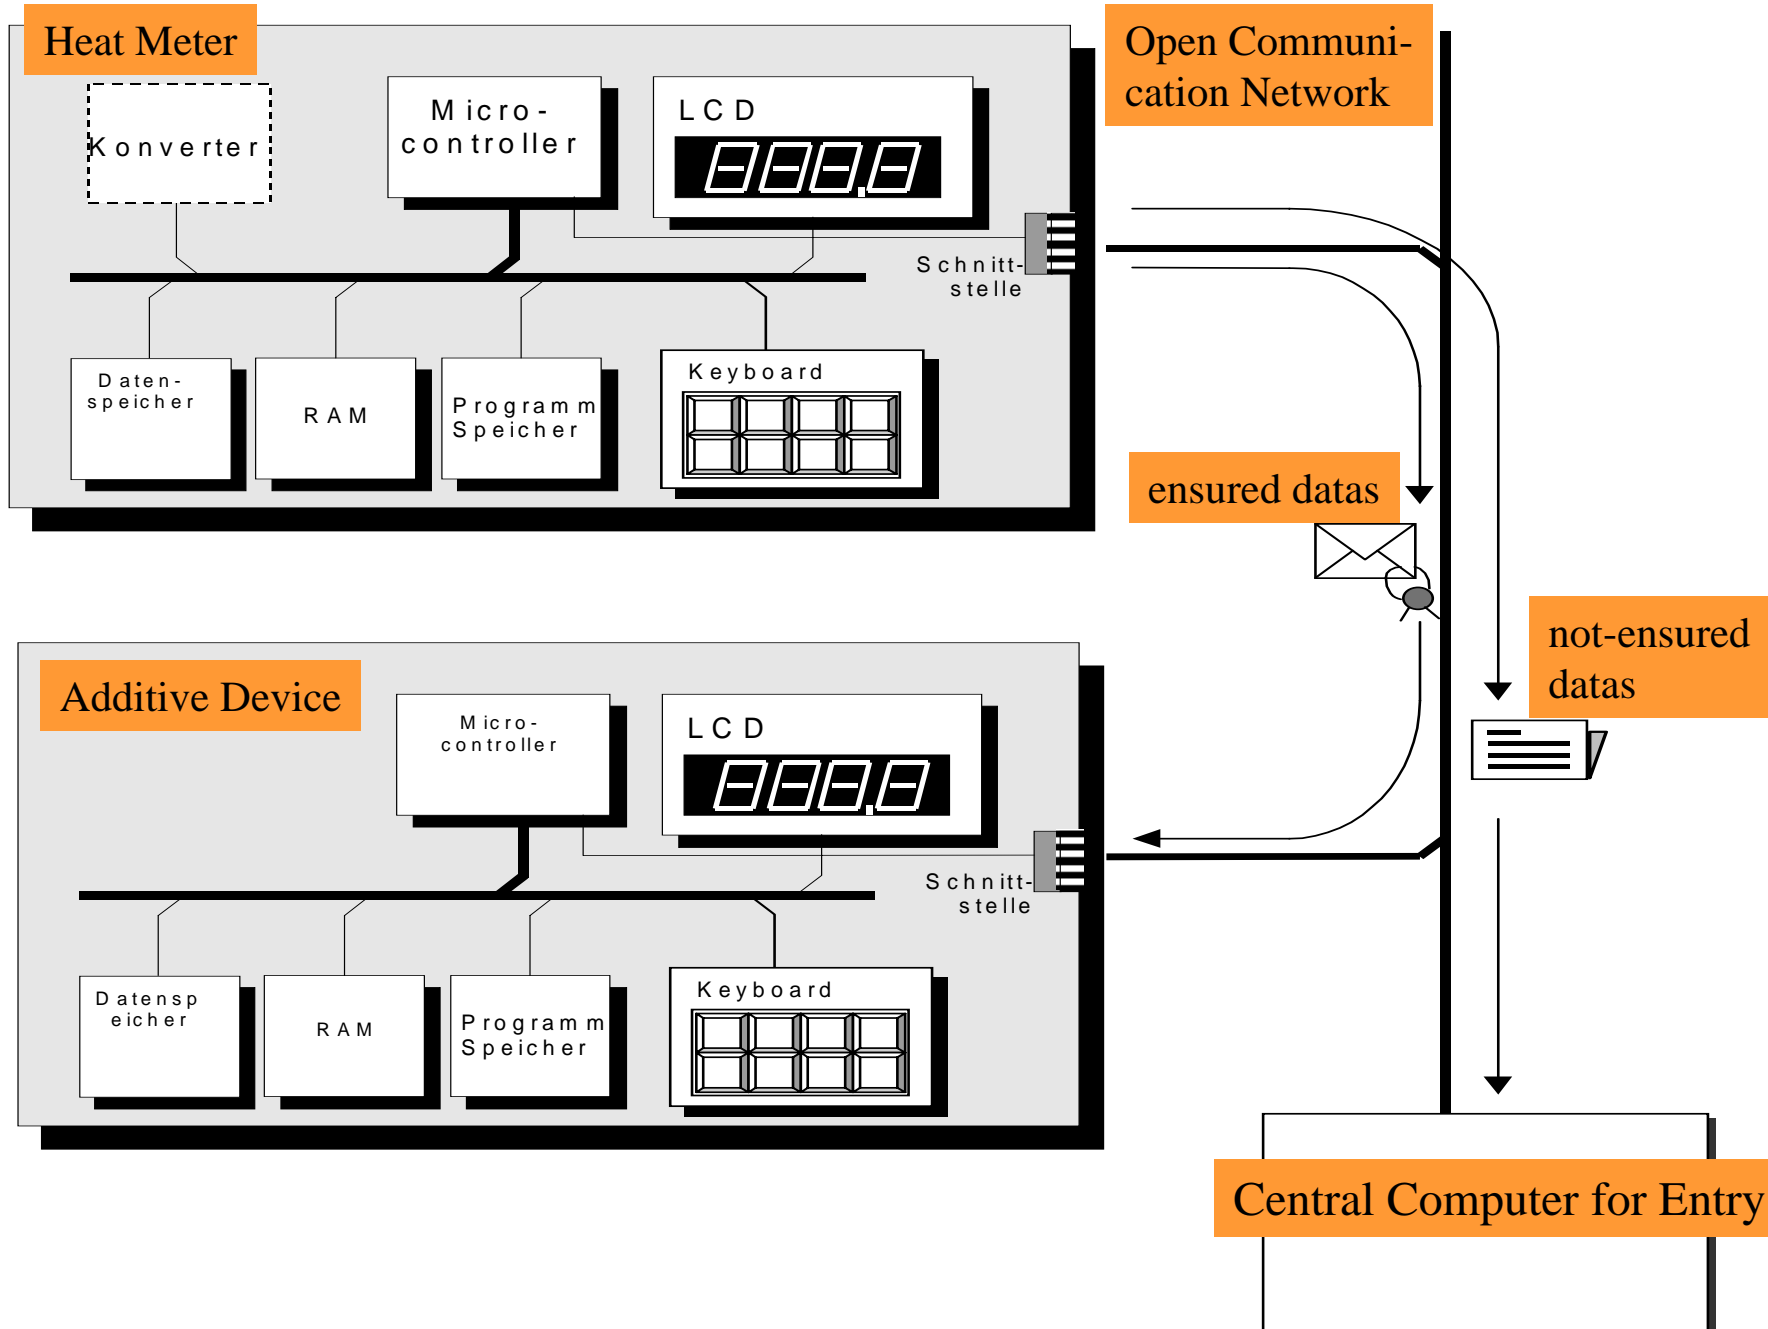 Heat Meter
Konverter
Micro-
controller
LCD
Schnitt-
stelle
Daten-
speicher
RAM
Programm
Speicher
Keyboard
Open Communi-
cation Network
ensured datas
not-ensured
datas
Additive Device
Micro-
controller
LCD
Schnitt-
stelle
Datensp
eicher
RAM
Programm
Speicher
Keyboard
Central Computer for Entry